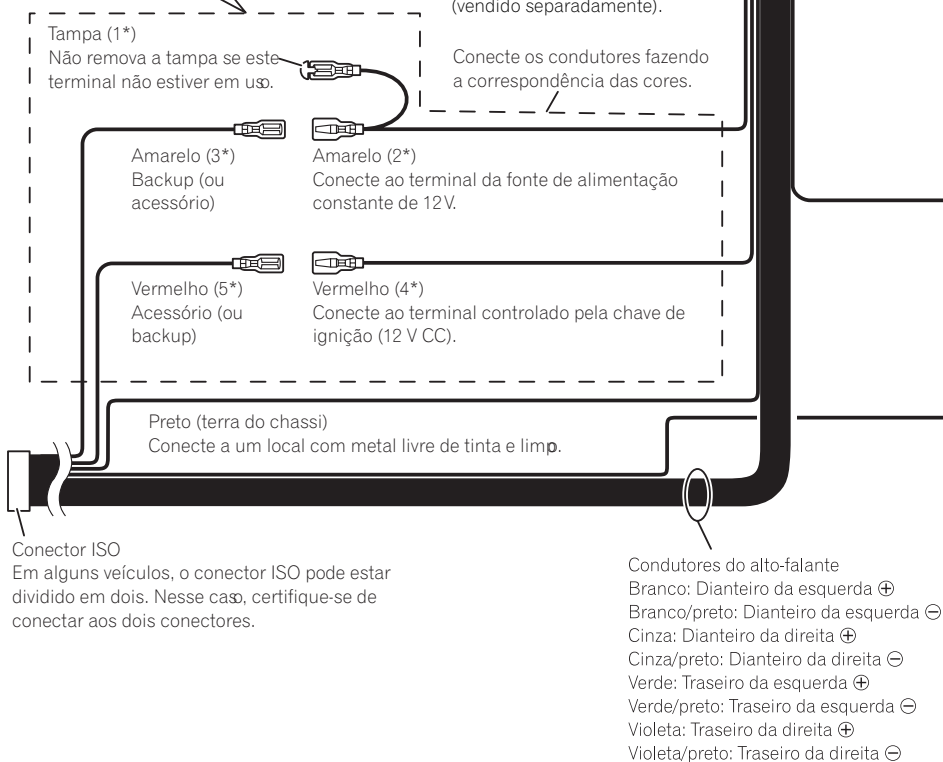 (vendido separadamente).
Tampa (1*)
Não remova a tampa se este
terminal não estiver em uso.
Conecte os condutores fazendo
a correspondência das cores.
Amarelo (3*)
Backup (ou
acessório)
Amarelo (2*)
Conecte ao terminal da fonte de alimentação
constante de 12 V.
Vermelho (5*)
Acessório (ou
backup)
Vermelho (4*)
Conecte ao terminal controlado pela chave de
ignição (12 V CC).
Preto (terra do chassi)
Conecte a um local com metal livre de tinta e limpo.
Conector ISO
Em alguns veículos, o conector ISO pode estar
dividido em dois. Nesse caso, certifique-se de
conectar aos dois conectores.
Condutores do alto-falante
Branco: Dianteiro da esquerda ⊕
Branco/preto: Dianteiro da esquerda ⊖
Cinza: Dianteiro da direita ⊕
Cinza/preto: Dianteiro da direita ⊖
Verde: Traseiro da esquerda ⊕
Verde/preto: Traseiro da esquerda ⊖
Violeta: Traseiro da direita ⊕
Violeta/preto: Traseiro da direita ⊖